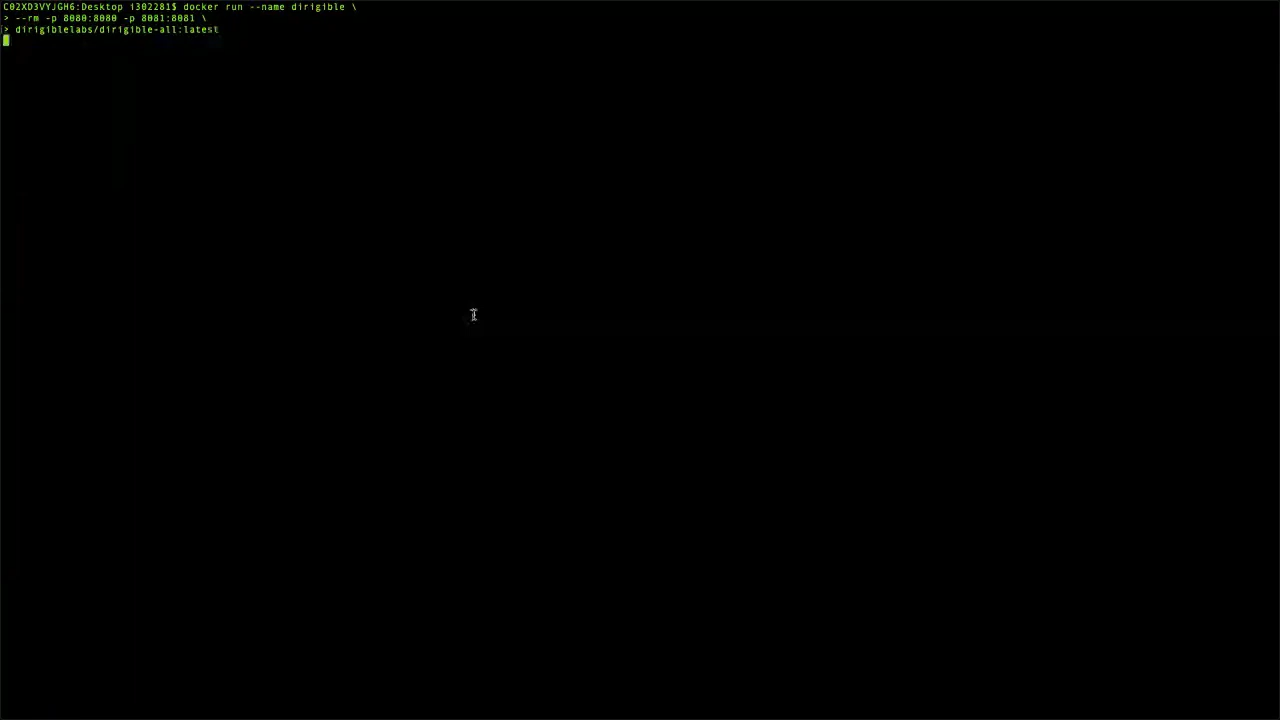 C02XD3VYJGH6:Desktop i302281$ docker run --name dirigible \
> --rm -p 8080:8080 -p 8081:8081 \
> dirigiblelabs/dirigible-all:latest